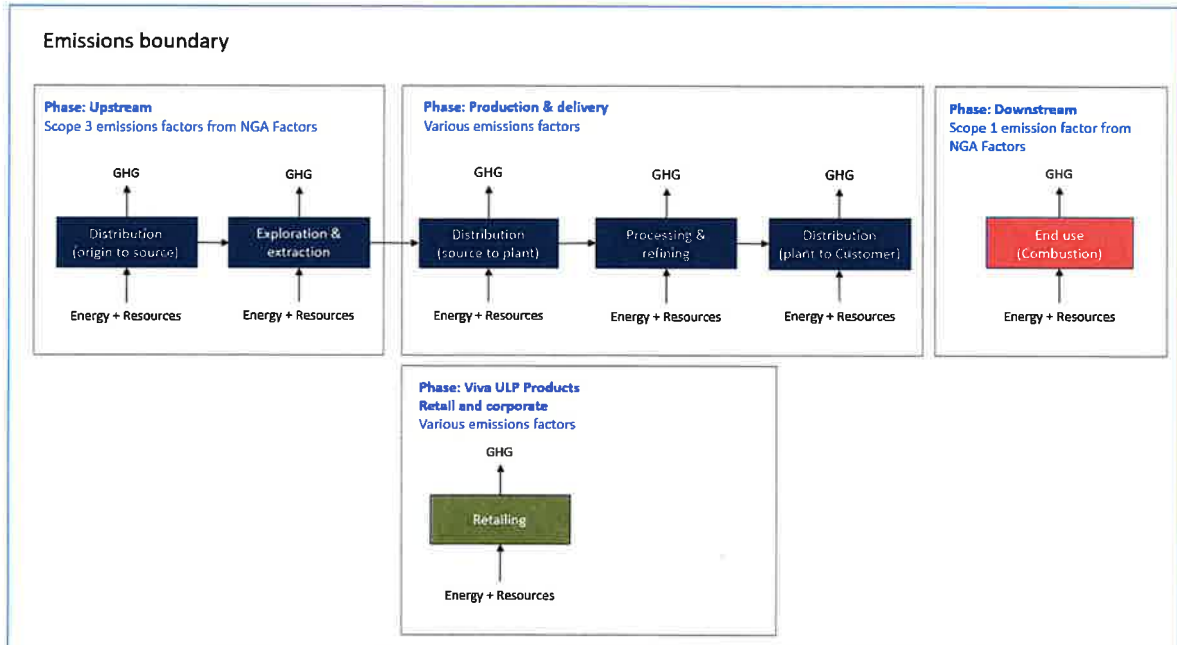 Emissions boundary
Phase: Upstream
Scope 3 emissions factors from NGA Factors
GHG
GHG
Distribution
(origin to source)
Exploration &
extraction
Energy + Resources
Energy + Resources
Phase: Production & delivery
Various emissions factors
GHG
GHG
GHG
Distribution
(source to plant)
Processing &
refining
Distribution
(plant to Customer)
Energy + Resources
Energy + Resources
Energy + Resources
Phase: Downstream
Scope 1 emission factor from
NGA Factors
GHG
End use
(Combustion)
Energy + Resources
Phase: Viva ULP Products
Retail and corporate
Various emissions factors
GHG
Retailing
Energy + Resources